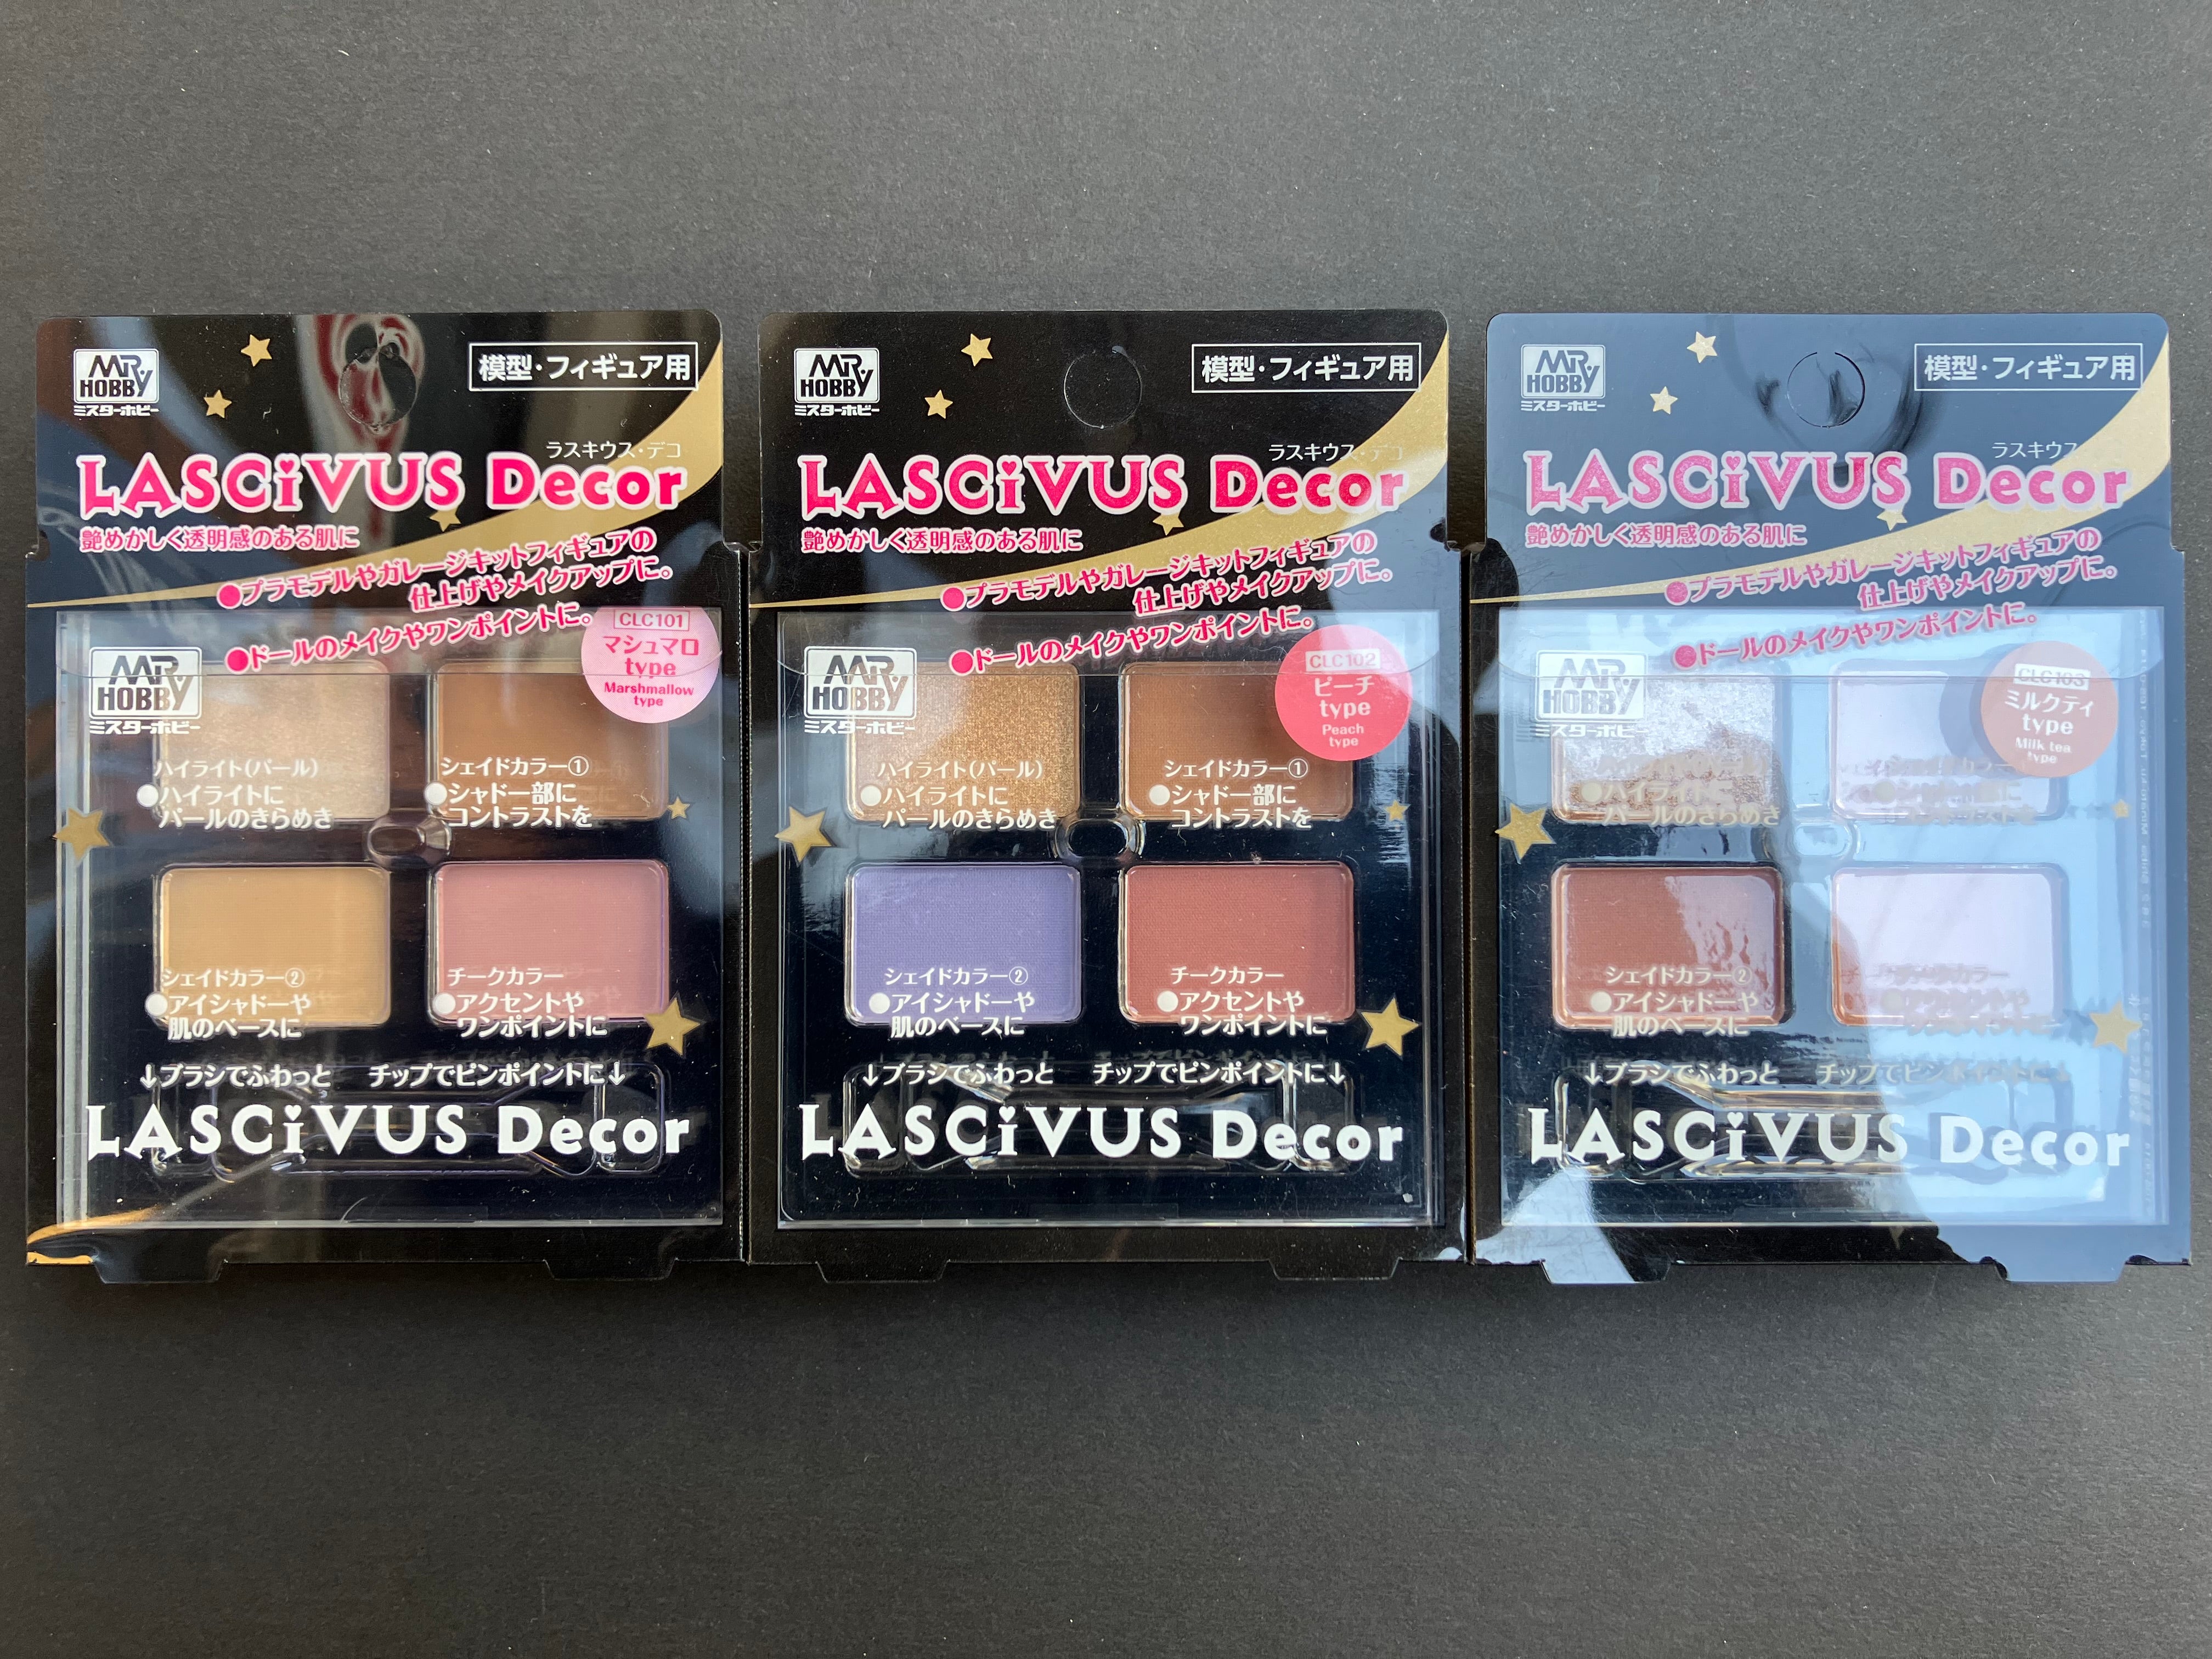 MR HOBBY
ミスターホビー
模型・フィギュア用
ラスキウス・デコ
LASCiVUS Decor
艶めかしく透明感のある肌に
●プラモデルやガレージキットフィギュアの
仕上げやメイクアップに。
●ドールのメイクやワンポイントに。
CLC101
マシュマロ
type
Marshmallow
type
MR HOBBY
ミスターホビー
ハイライト(パール)
●ハイライトに
パールのきらめき
シェイドカラー①
●シャドー部に
コントラストを
シェイドカラー②
●アイシャドーや
肌のベースに
チークカラー
●アクセントや
ワンポイントに
↓ブラシでふわっと チップでピンポイントに↓
LASCiVUS Decor
MR HOBBY
ミスターホビー
模型・フィギュア用
ラスキウス・デコ
LASCiVUS Decor
艶めかしく透明感のある肌に
●プラモデルやガレージキットフィギュアの
仕上げやメイクアップに。
●ドールのメイクやワンポイントに。
CLC102
ピーチ
type
Peach
type
MR HOBBY
ミスターホビー
ハイライト(パール)
●ハイライトに
パールのきらめき
シェイドカラー①
●シャドー部に
コントラストを
シェイドカラー②
●アイシャドーや
肌のベースに
チークカラー
●アクセントや
ワンポイントに
↓ブラシでふわっと チップでピンポイントに↓
LASCiVUS Decor
MR HOBBY
ミスターホビー
模型・フィギュア用
ラスキウス
LASCiVUS Decor
艶めかしく透明感のある肌に
●プラモデルやガレージキットフィギュアの
仕上げやメイクアップに。
●ドールのメイクやワンポイントに。
CLC103
ミルクティ
type
Milk tea
type
MR HOBBY
ミスターホビー
●ハイライトに
パールのきらめき
シェイドカラー②
●アイシャドーや
肌のベースに
↓ブラシでふわっと チップでピンポイントに↓
LASCiVUS Decor